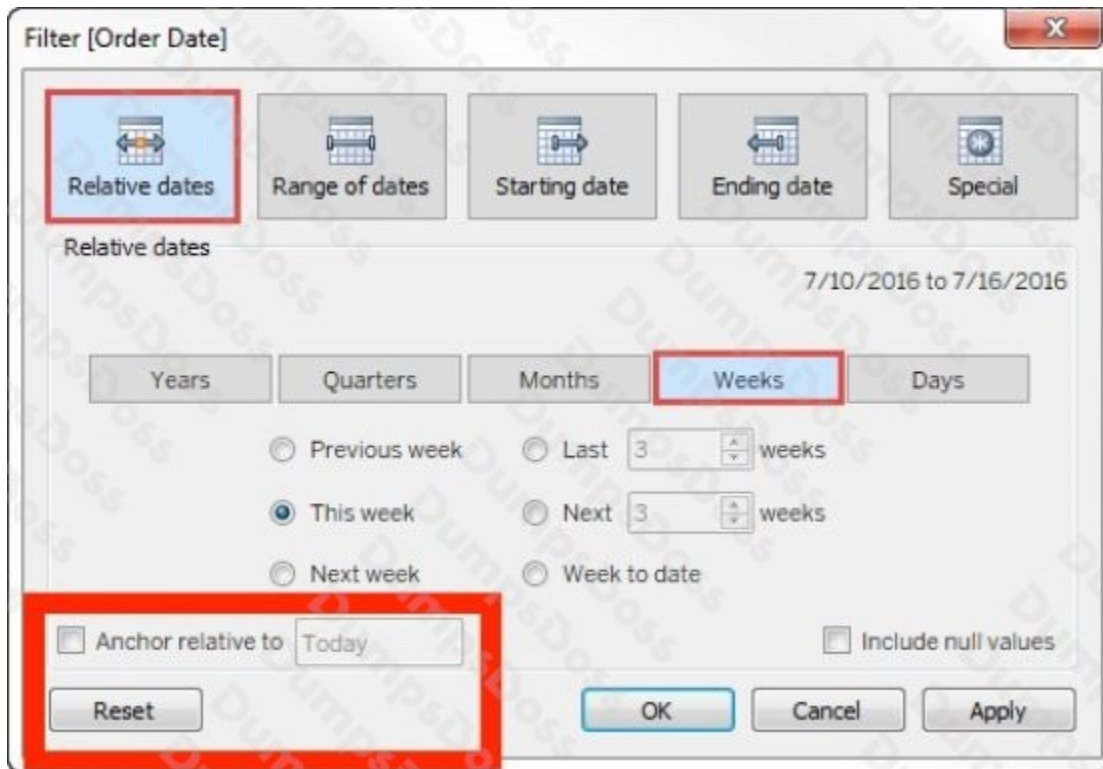 Filter [Order Date]
X
Relative dates Range of dates Starting date Ending date Special
Relative dates
7/10/2016 to 7/16/2016
Years Quarters Months Weeks Days
Previous week Last 3 weeks
This week Next 3 weeks
Next week Week to date
Anchor relative to Today Include null values
Reset OK Cancel Apply
DumpsDoss